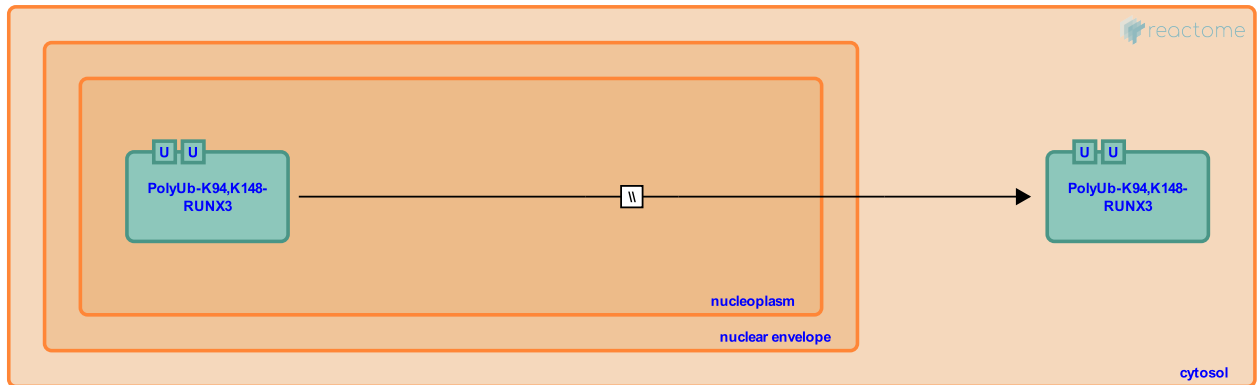 reactome
U U
PolyUb-K94,K148-
RUNX3
\\
U U
PolyUb-K94,K148-
RUNX3
nucleoplasm
nuclear envelope
cytosol